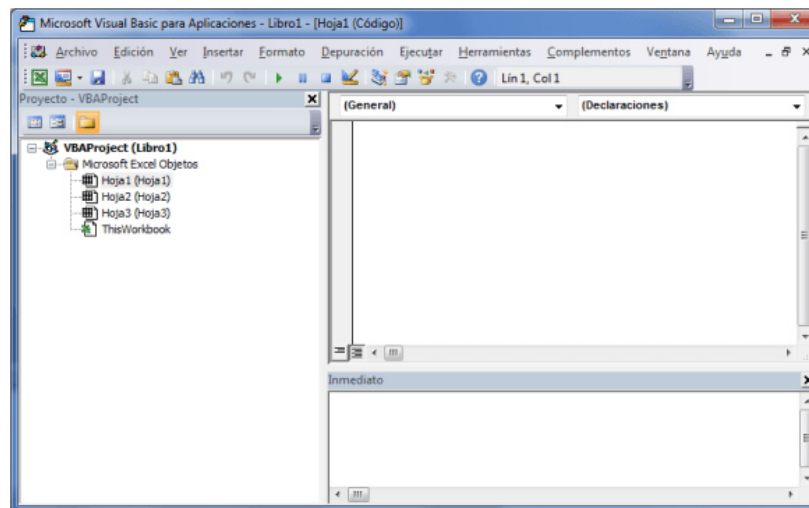 Microsoft Visual Basic para Aplicaciones - Libro1 - [Hoja1 (Código)]
Archivo Edición Ver Insertar Formato Depuración Ejecutar Herramientas Complementos Ventana Ayuda
Lín 1, Col 1
Proyecto - VBAProject
(General) (Declaraciones)
VBAProject (Libro1)
Microsoft Excel Objetos
Hoja1 (Hoja1)
Hoja2 (Hoja2)
Hoja3 (Hoja3)
ThisWorkbook
Inmediato